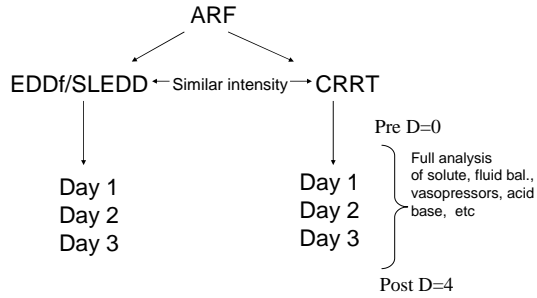 ARF
EDDf/SLEDD
Similar intensity
CRRT
Day 1
Day 2
Day 3
Day 1
Day 2
Day 3
Pre D=0
Full analysis
of solute, fluid bal.,
vasopressors, acid
base, etc
Post D=4